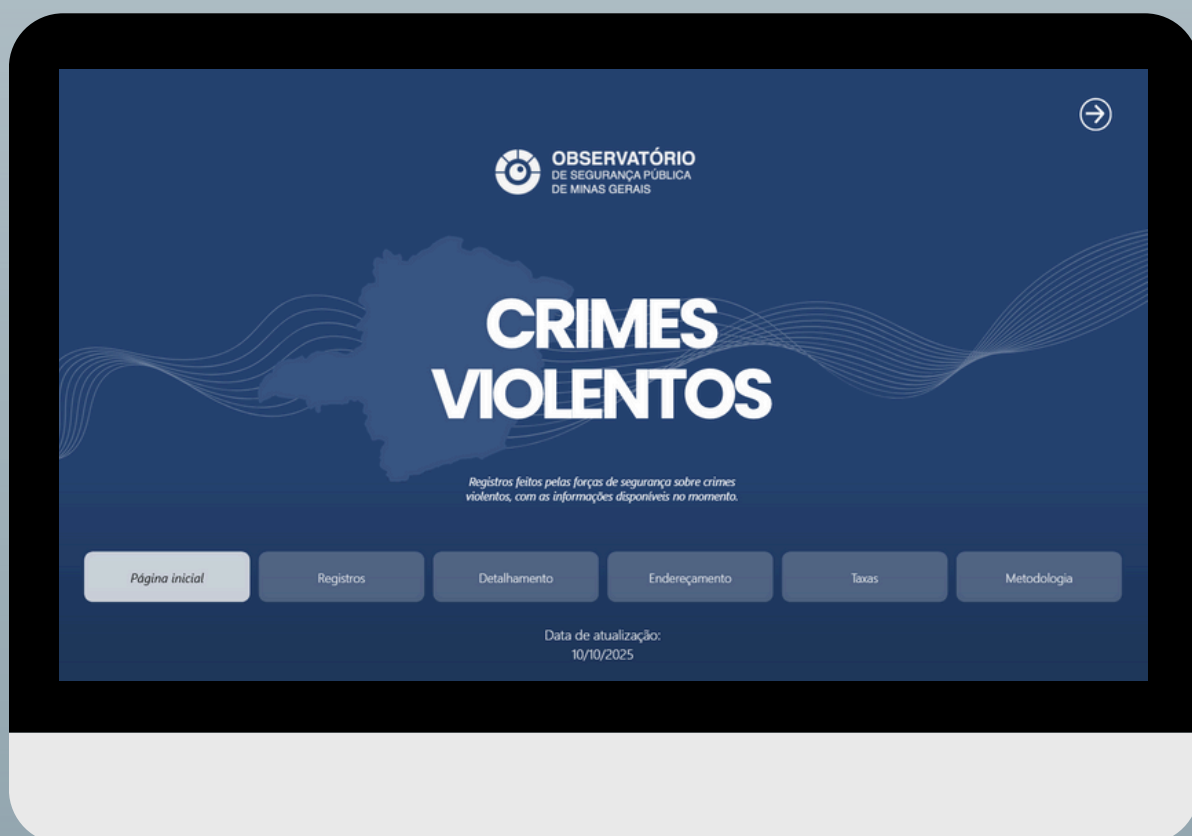 OBSERVATÓRIO
DE SEGURANÇA PÚBLICA
DE MINAS GERAIS
CRIMES
VIOLENTOS
Registros feitos pelas forças de segurança sobre crimes
violentos, com as informações disponíveis no momento.
Página inicial
Registros
Detalhamento
Endereçamento
Taxas
Metodologia
Data de atualização:
10/10/2025